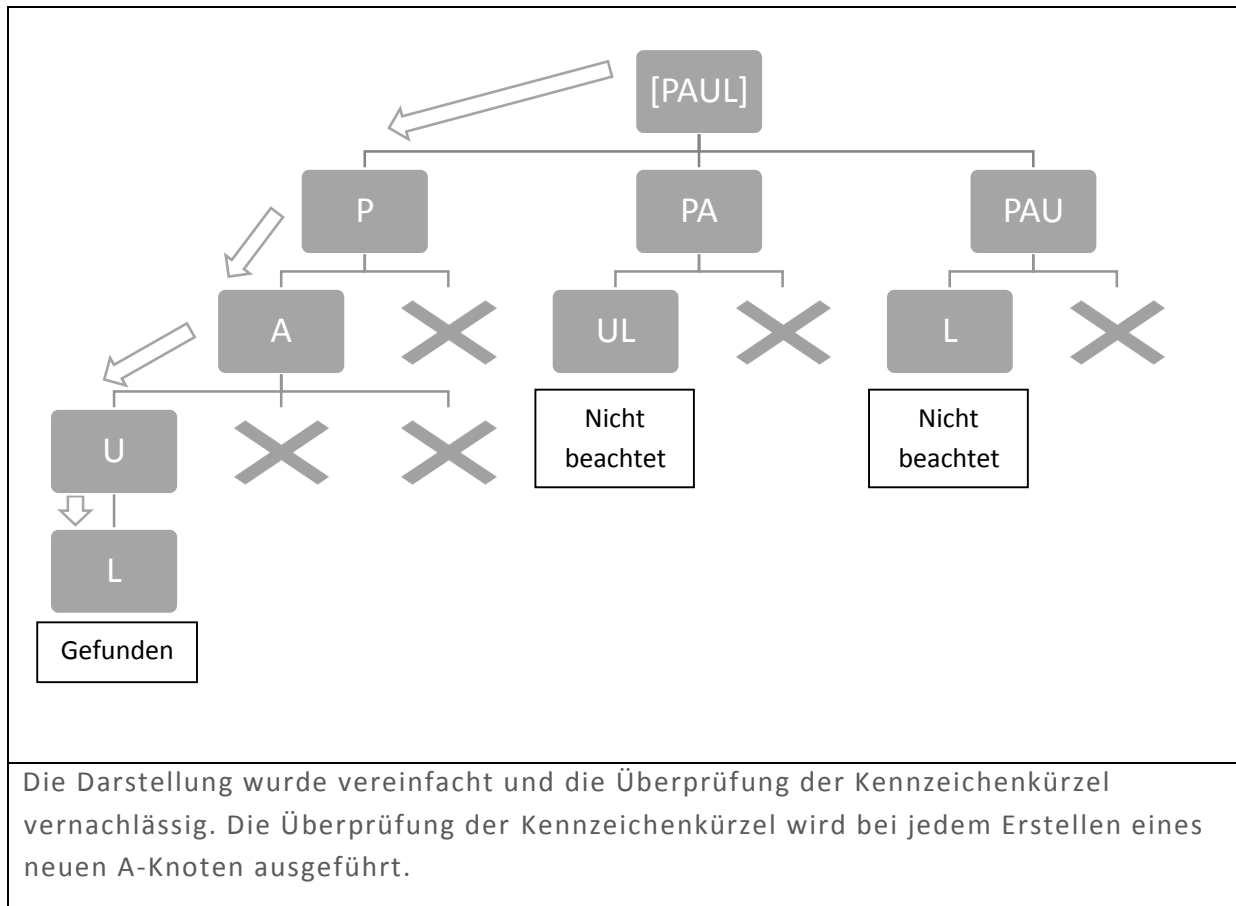 [PAUL]
P
PA
PAU
A
UL
L
Nicht
beachtet
Nicht
beachtet
U
L
Gefunden
Die Darstellung wurde vereinfacht und die Überprüfung der Kennzeichenkürzel
vernachlässig. Die Überprüfung der Kennzeichenkürzel wird bei jedem Erstellen eines
neuen A-Knoten ausgeführt.